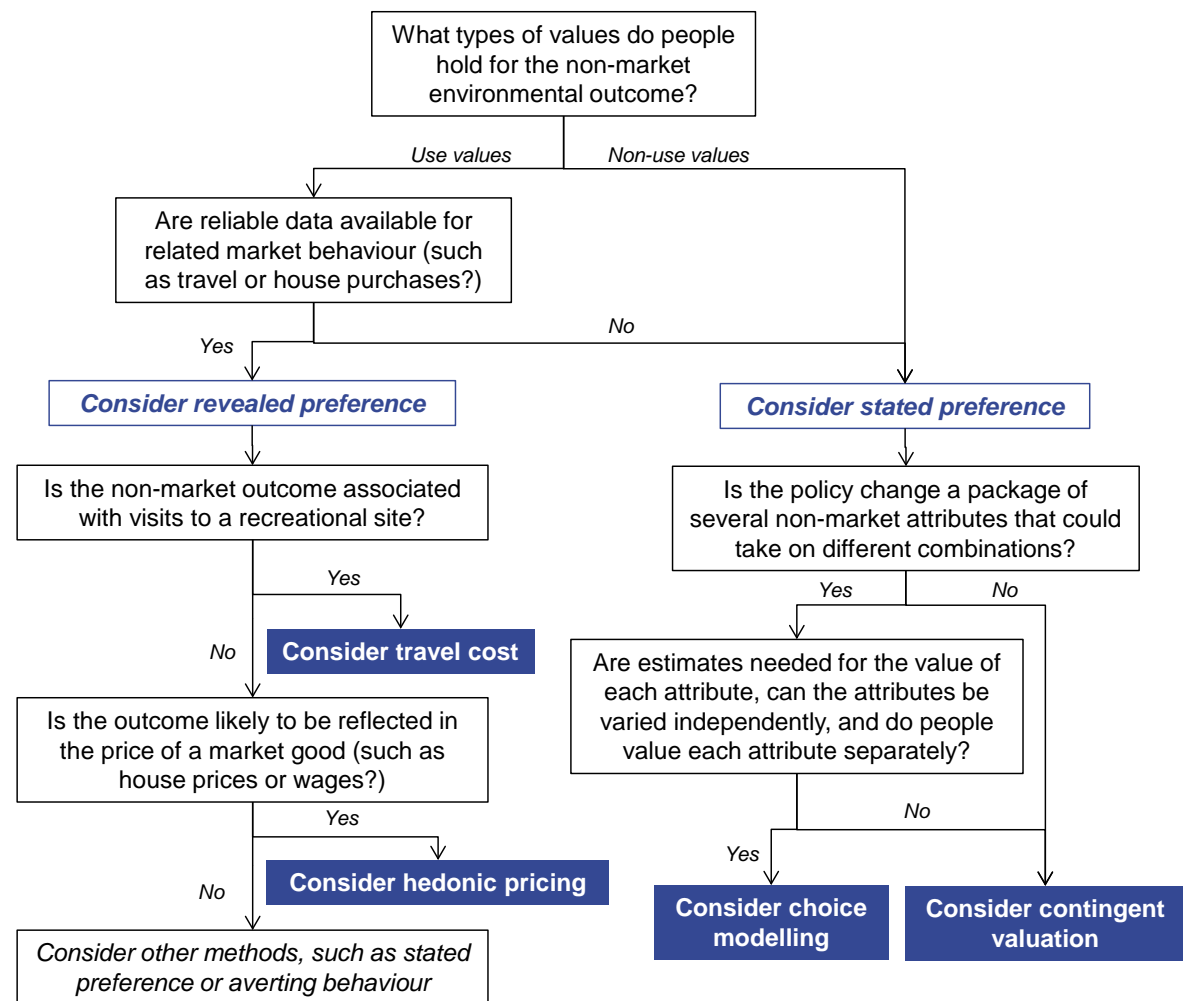 What types of values do people
hold for the non-market
environmental outcome?
Use values
Non-use values
Are reliable data available for
related market behaviour (such
as travel or house purchases?)
Yes
No
Consider revealed preference
Consider stated preference
Is the non-market outcome associated
with visits to a recreational site?
Is the policy change a package of
several non-market attributes that could
take on different combinations?
Yes
Yes
No
No
Consider travel cost
Are estimates needed for the value of
each attribute, can the attributes be
varied independently, and do people
value each attribute separately?
Is the outcome likely to be reflected in
the price of a market good (such as
house prices or wages?)
Yes
No
No
Yes
Consider hedonic pricing
Consider choice
modelling
Consider contingent
valuation
Consider other methods, such as stated
preference or averting behaviour